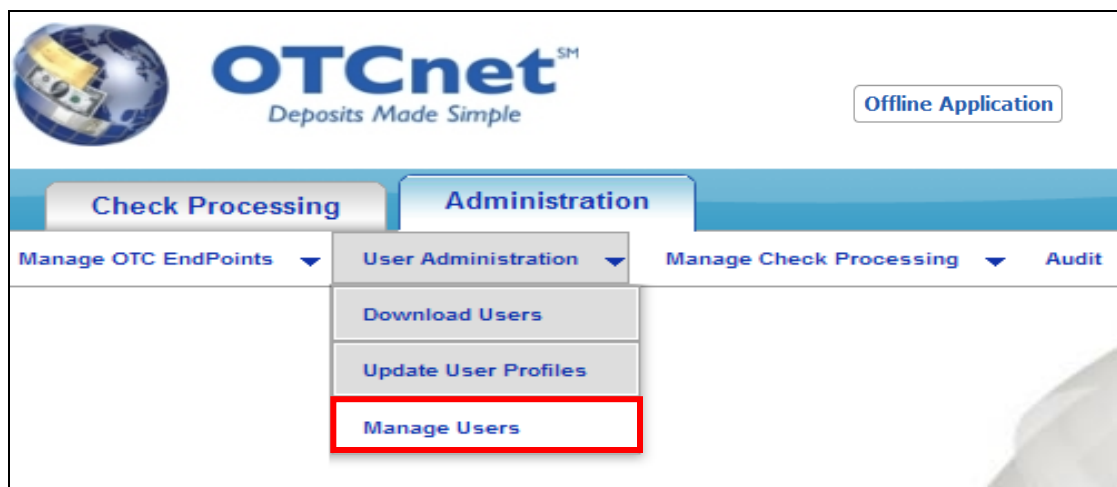 OTCnet SM
Deposits Made Simple
Offline Application
Check Processing
Administration
Manage OTC EndPoints
User Administration
Manage Check Processing
Audit
Download Users
Update User Profiles
Manage Users